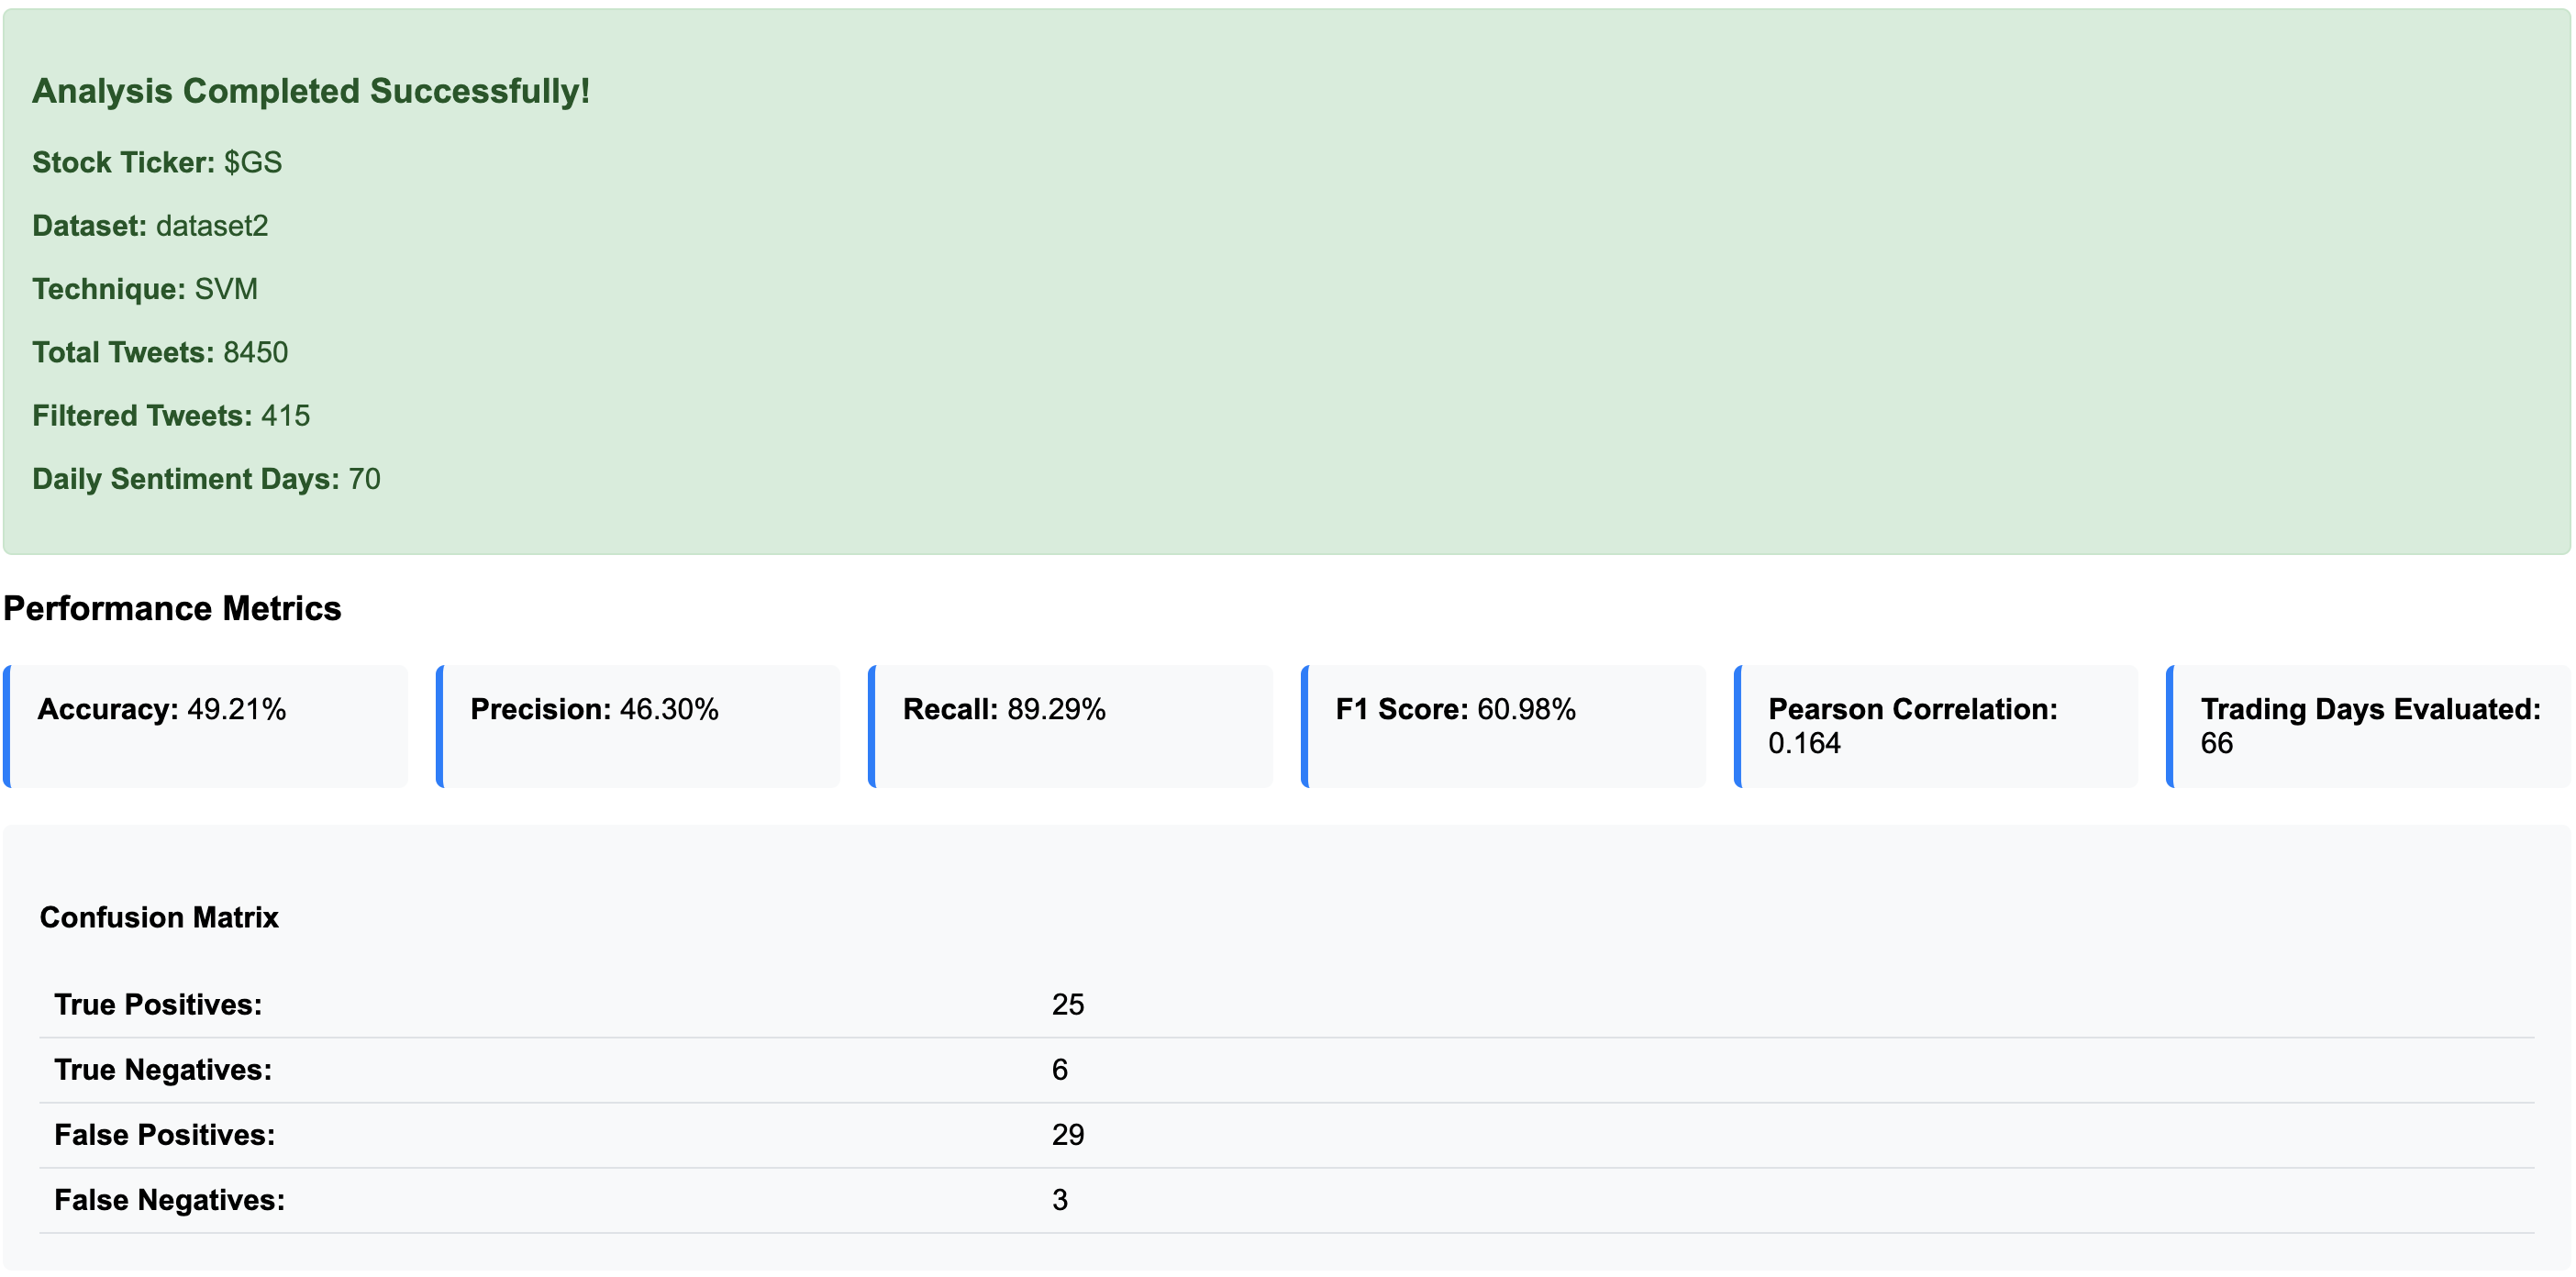 Analysis Completed Successfully!
Stock Ticker: $GS
Dataset: dataset2
Technique: SVM
Total Tweets: 8450
Filtered Tweets: 415
Daily Sentiment Days: 70
Performance Metrics
Accuracy: 49.21%
Precision: 46.30%
Recall: 89.29%
F1 Score: 60.98%
Pearson Correlation:
0.164
Trading Days Evaluated:
66
Confusion Matrix
True Positives: 25
True Negatives: 6
False Positives: 29
False Negatives: 3